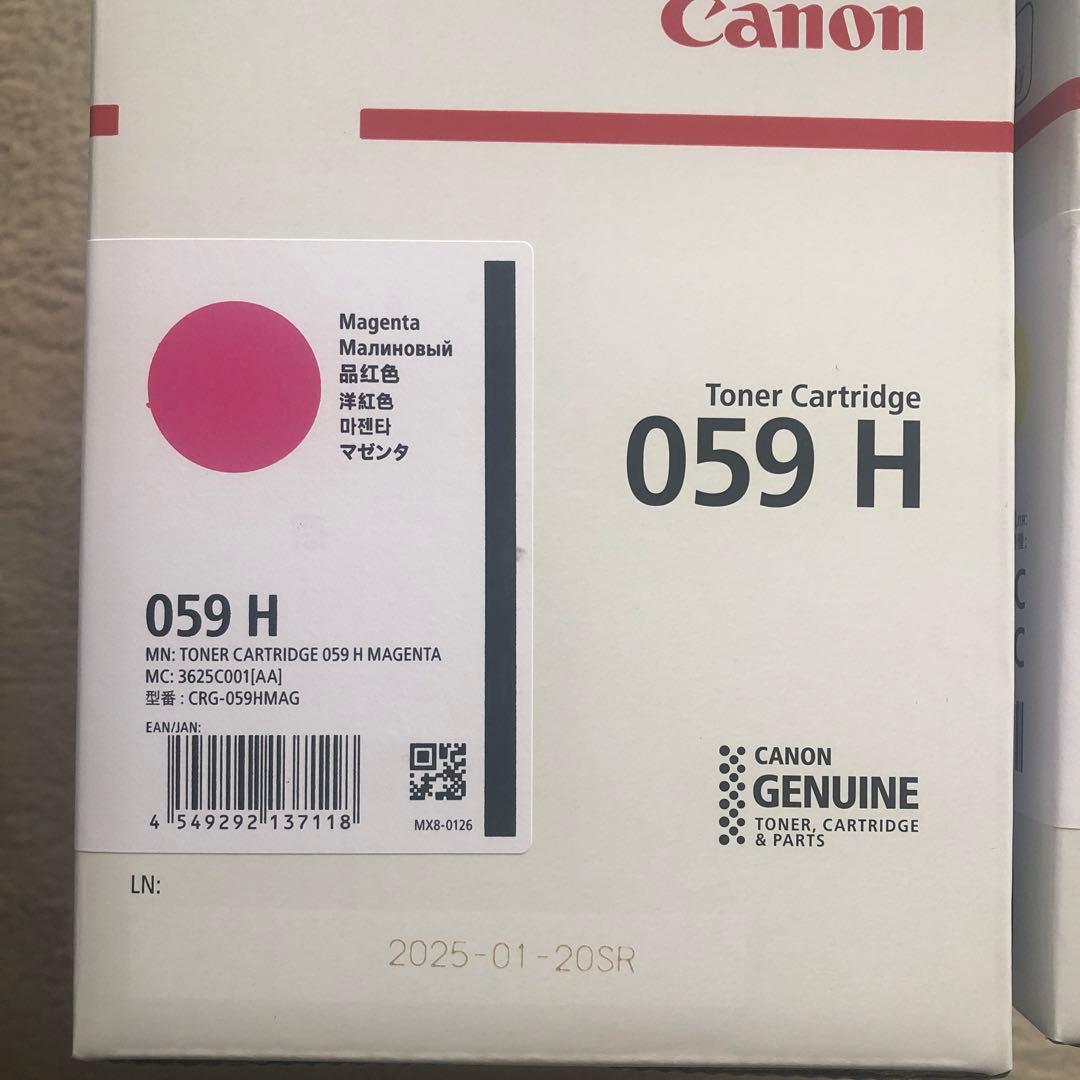 Canon
Magenta
Малиновый
品红色
洋紅色
마젠타
マゼンタ
Toner Cartridge
059 H
059 H
MN: TONER CARTRIDGE 059 H MAGENTA
MC: 3625C001[AA]
型番 : CRG-059HMAG
EAN/JAN:
4 549292 137118
MX8-0126
CANON
GENUINE
TONER, CARTRIDGE
& PARTS
LN:
2025-01-20SR